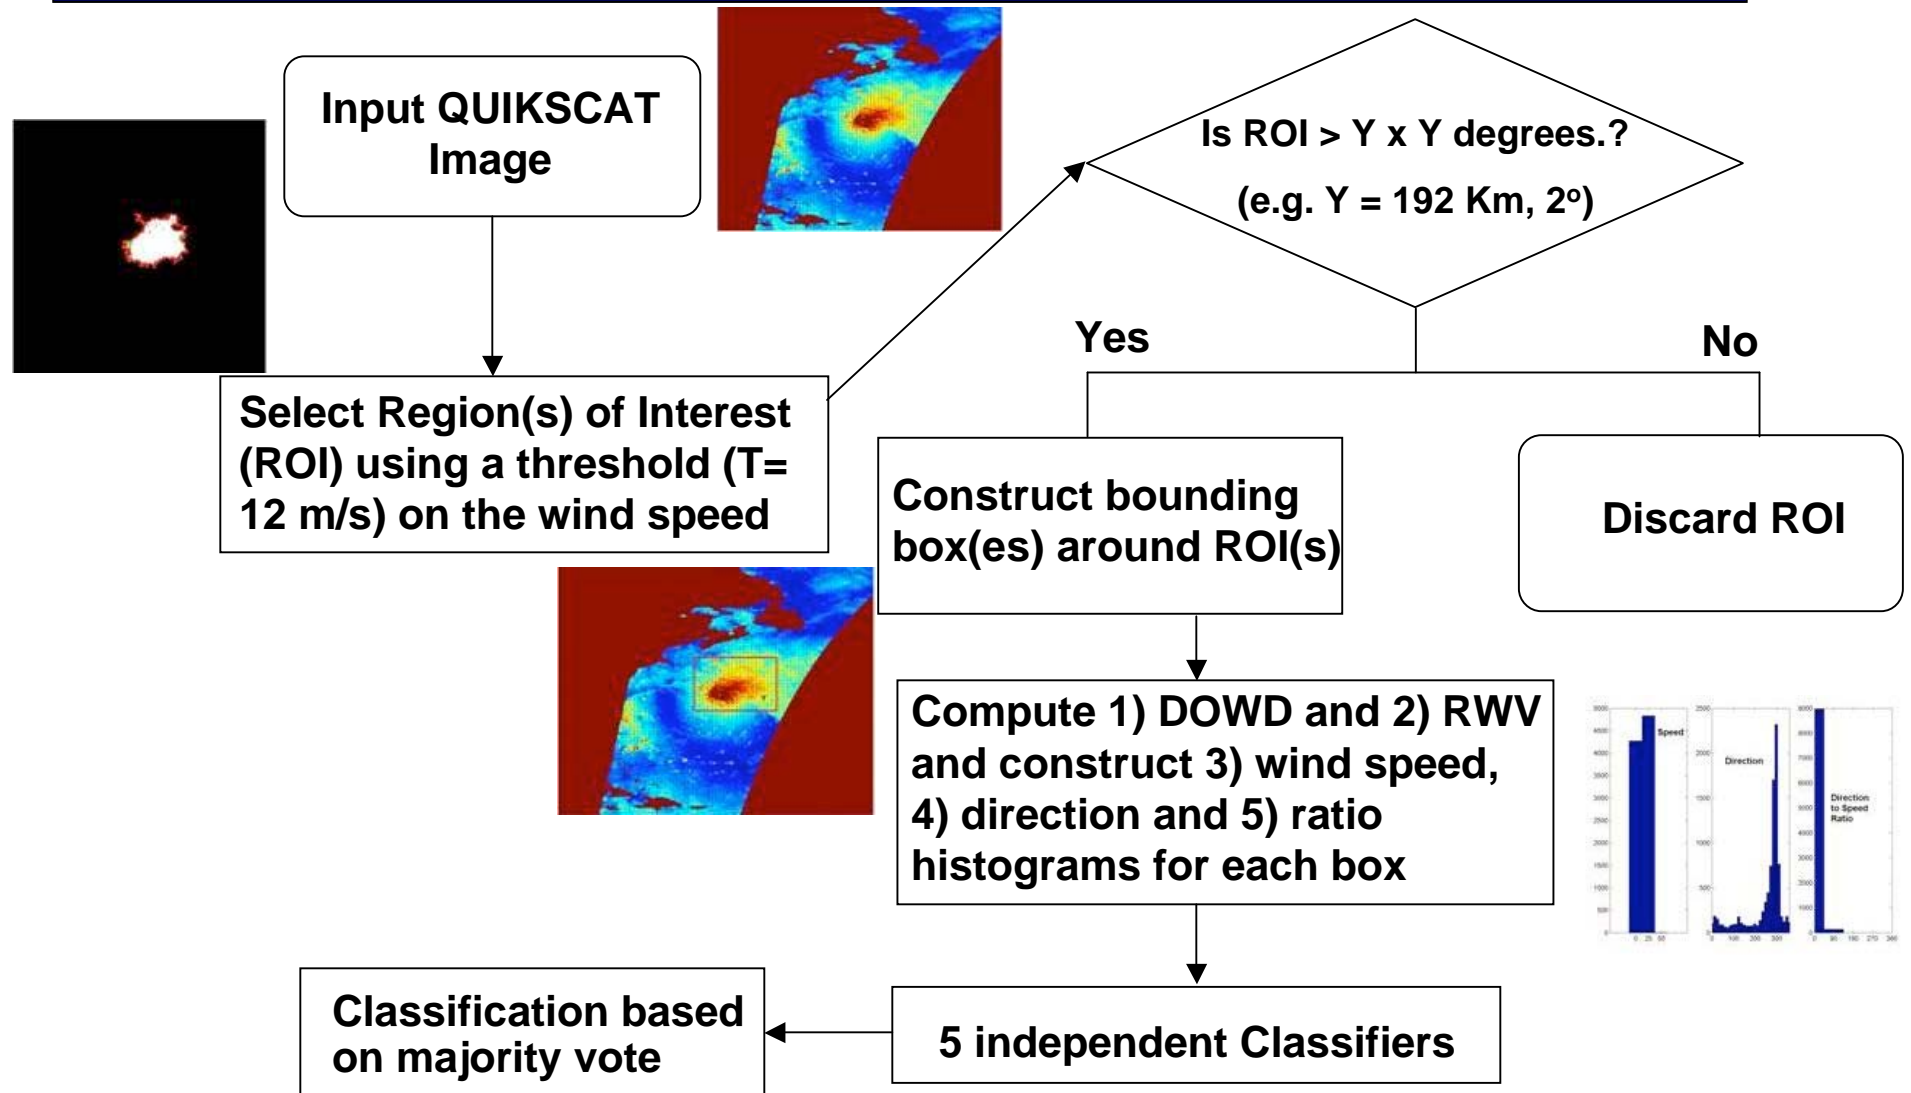 Input QUIKSCAT
Image
Is ROI > Y x Y degrees.?
(e.g. Y = 192 Km, 2º)
Yes
No
Select Region(s) of Interest
(ROI) using a threshold (T=
12 m/s) on the wind speed
Construct bounding
box(es) around ROI(s)
Discard ROI
Compute 1) DOWD and 2) RWV
and construct 3) wind speed,
4) direction and 5) ratio
histograms for each box
Speed
Direction
Direction
to Speed
Ratio
5 independent Classifiers
Classification based
on majority vote